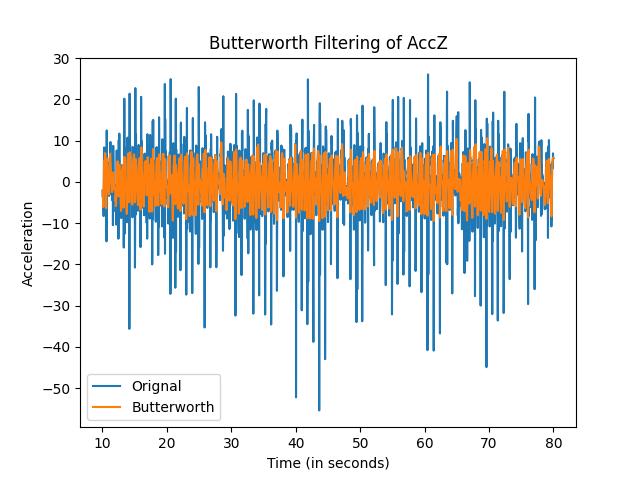 Butterworth Filtering of AccZ
30
20
10
0
−10
−20
−30
−40
−50
Acceleration
Orignal
Butterworth
10 20 30 40 50 60 70 80
Time (in seconds)